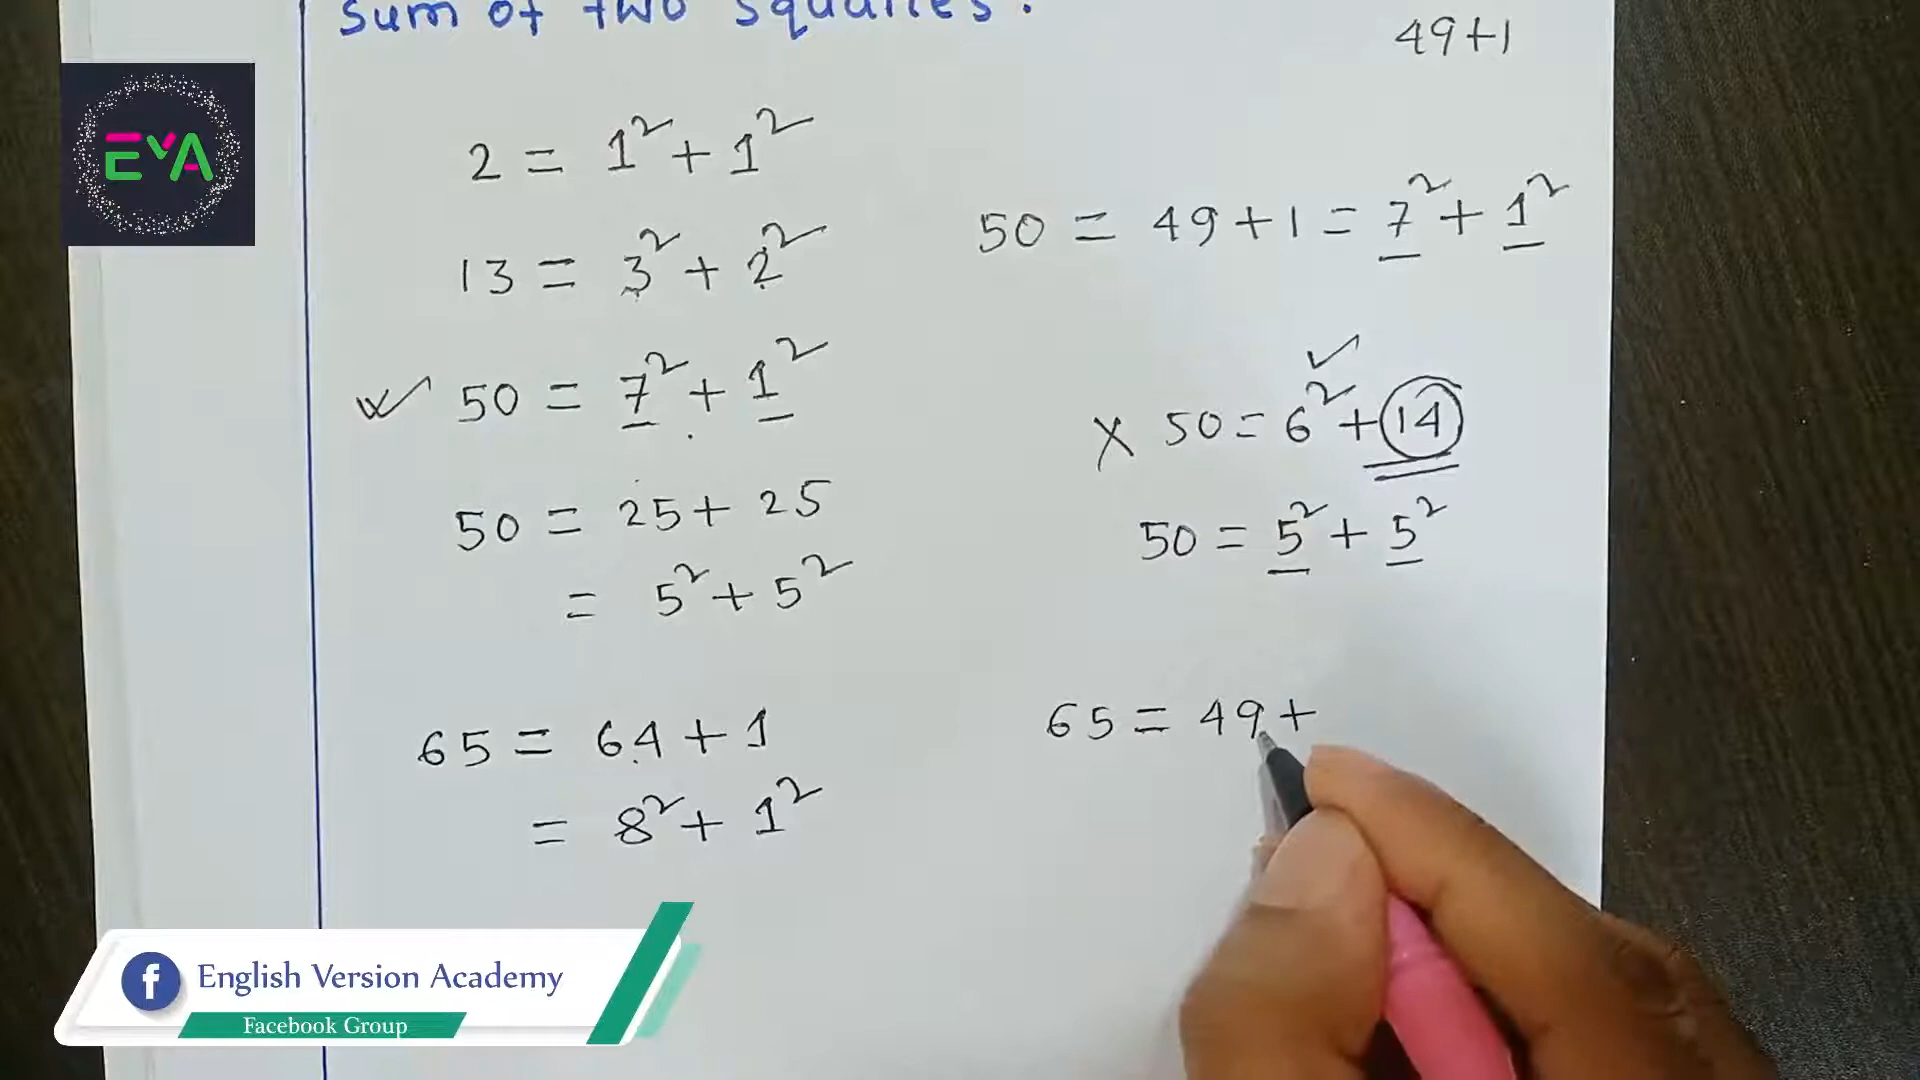 Sum of two squares.
49+1
EYA
2 = 1² + 1²
13 = 3² + 2²
50 = 7² + 1²
50 = 25 + 25
= 5² + 5²
65 = 64 + 1
= 8² + 1²
50 = 49 + 1 = 7² + 1²
✓
X 50 = 6² + 14
50 = 5² + 5²
65 = 49 +
f English Version Academy
Facebook Group